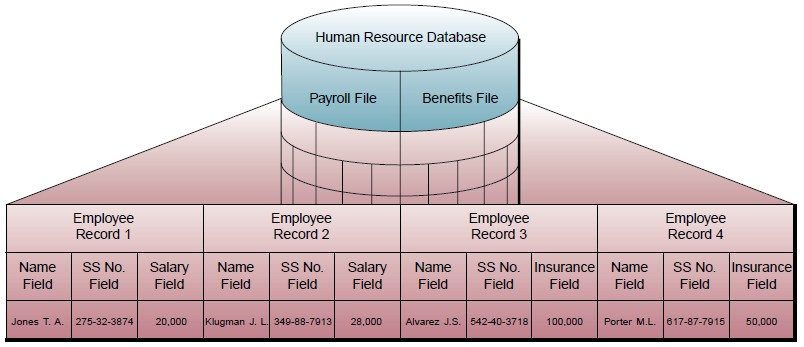 Human Resource Database
Payroll File
Benefits File
Employee Record 1
Employee Record 2
Employee Record 3
Employee Record 4
Name Field
SS No. Field
Salary Field
Name Field
SS No. Field
Salary Field
Name Field
SS No. Field
Insurance Field
Name Field
SS No. Field
Insurance Field
Jones T. A.
275-32-3874
20,000
Klugman J. L.
349-88-7913
28,000
Alvarez J.S.
542-40-3718
100,000
Porter M.L.
617-87-7915
50,000